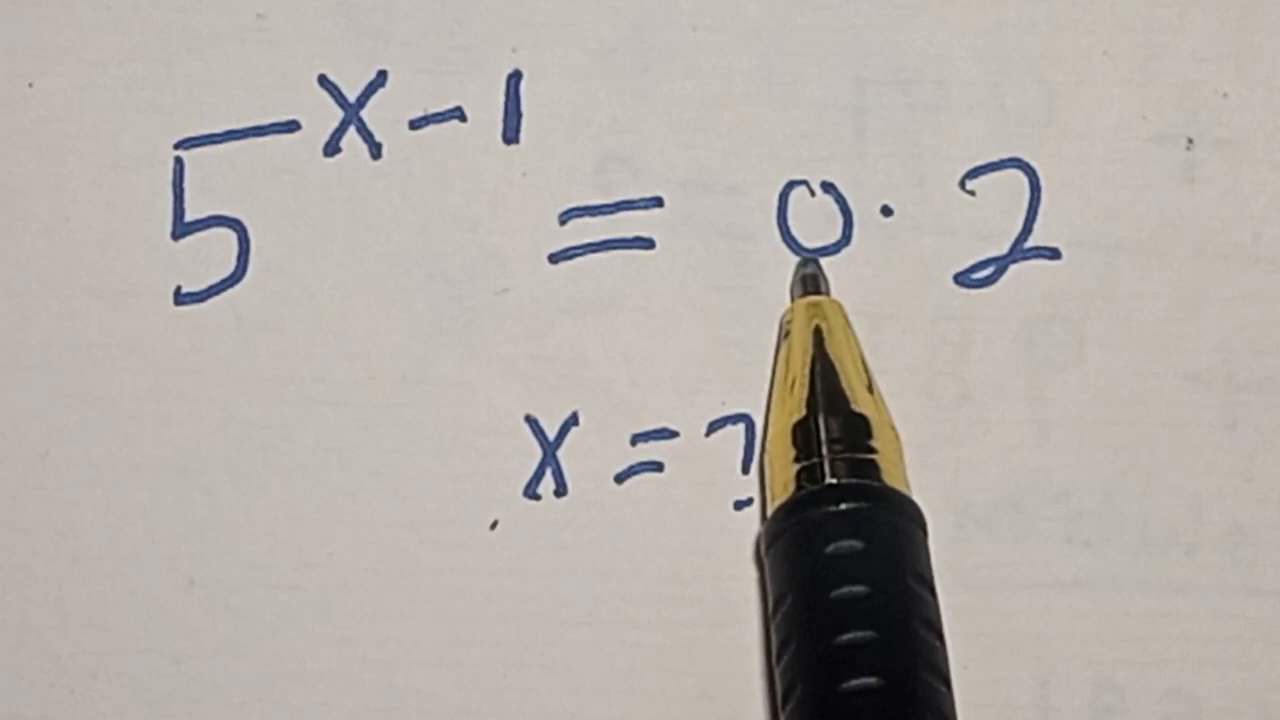 5^x-1 = 0.2
x = ?